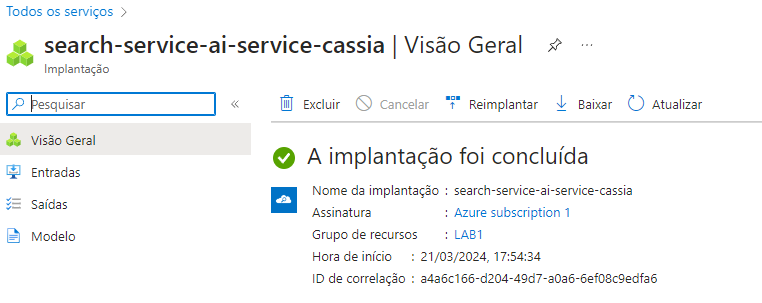 Todos os serviços >
search-service-ai-service-cassia | Visão Geral
Implantação
Pesquisar
Visão Geral
Entradas
Saídas
Modelo
Excluir Cancelar Reimplantar Baixar Atualizar
A implantação foi concluída
Nome da implantação : search-service-ai-service-cassia
Assinatura : Azure subscription 1
Grupo de recursos : LAB1
Hora de início : 21/03/2024, 17:54:34
ID de correlação : a4a6c166-d204-49d7-a0a6-6ef08c9edfa6